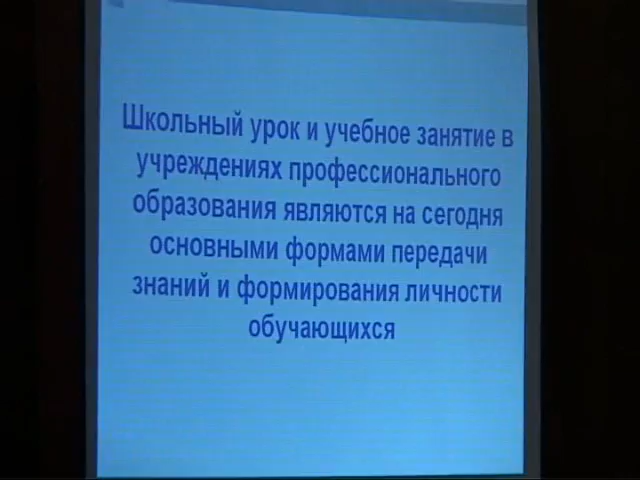 Школьный урок и учебное занятие в
учреждениях профессионального
образования являются на сегодня
основными формами передачи
знаний и формирования личности
обучающихся